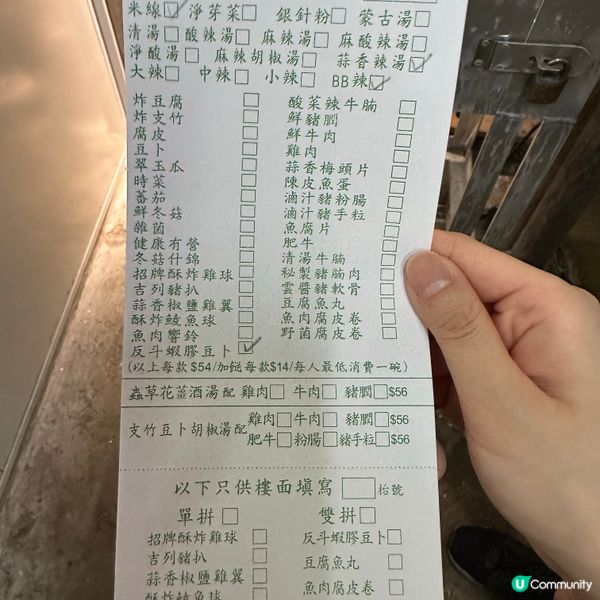 米線 淨芽菜 銀針粉 蒙古湯
清湯 酸辣湯 麻辣湯 麻酸辣湯
淨酸湯 麻辣胡椒湯 蒜香辣湯
大辣 中辣 小辣 BB辣
炸豆腐
炸支竹
腐皮
豆卜
翠玉瓜
時菜
蕃茄
鮮冬菇
雜菌
健康有營
冬菇什錦
招牌酥炸雞球
吉列豬扒
蒜香椒鹽雞翼
酥炸鯪魚球
魚肉響鈴
反斗蝦膠豆卜
酸菜辣牛腩
鮮豬膶
鮮牛肉
雞肉
蒜香梅頭片
陳皮魚蛋
滷汁豬粉腸
滷汁豬手粒
魚腐片
肥牛
清湯牛腩
秘製豬腩肉
雲醬豬軟骨
豆腐魚丸
魚肉腐皮卷
野菌腐皮卷
(以上每款 $54/加餸每款$14/每人最低消費一碗)
蟲草花薑酒湯配 雞肉 牛肉 豬膶 $56
支竹豆卜胡椒湯配 雞肉 牛肉 豬膶 $56
肥牛 粉腸 豬手粒 $56
以下只供樓面填寫 枱號
單拼 雙拼
招牌酥炸雞球
吉列豬扒
蒜香椒鹽雞翼
酥炸鯪魚球
反斗蝦膠豆卜
豆腐魚丸
魚肉腐皮卷
U Community